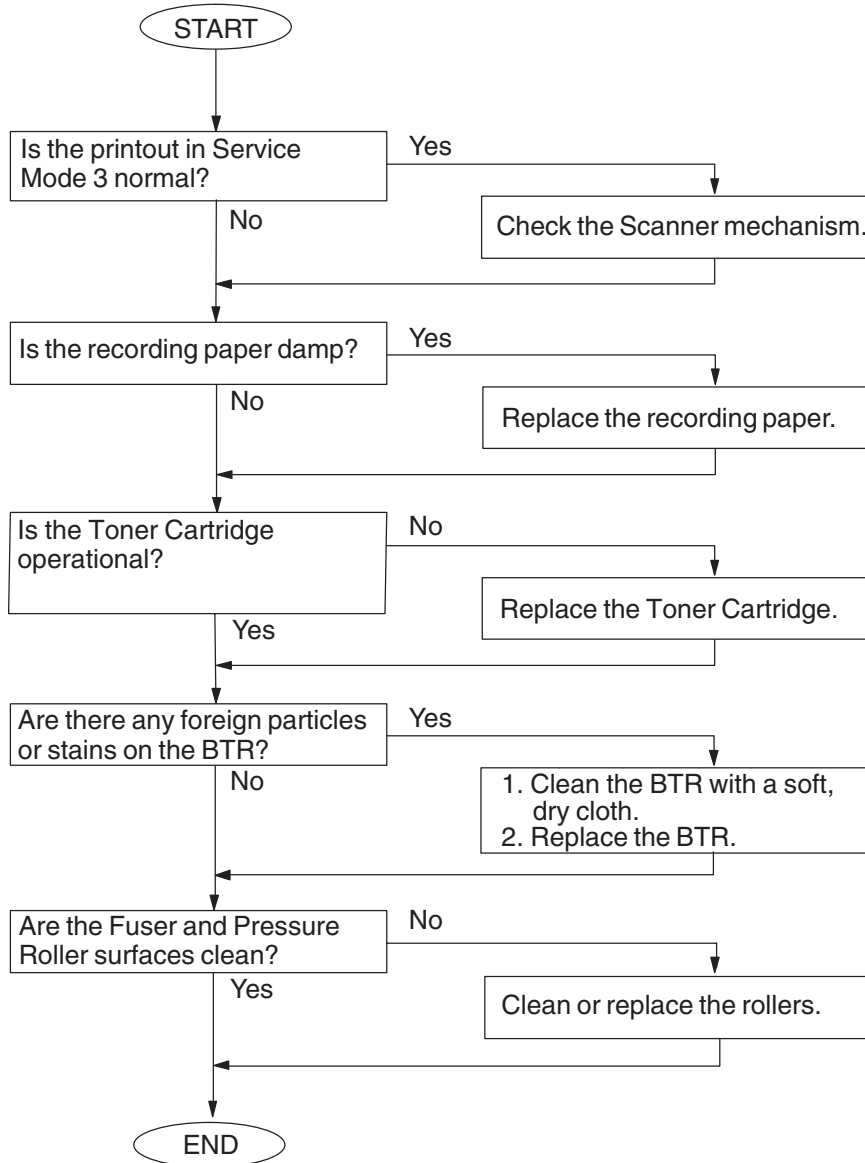 START
Is the printout in Service
Mode 3 normal?
Yes
No
Check the Scanner mechanism.
Is the recording paper damp?
Yes
No
Replace the recording paper.
Is the Toner Cartridge
operational?
No
Replace the Toner Cartridge.
Yes
Are there any foreign particles
or stains on the BTR?
Yes
No
1. Clean the BTR with a soft,
dry cloth.
2. Replace the BTR.
Are the Fuser and Pressure
Roller surfaces clean?
No
Yes
Clean or replace the rollers.
END